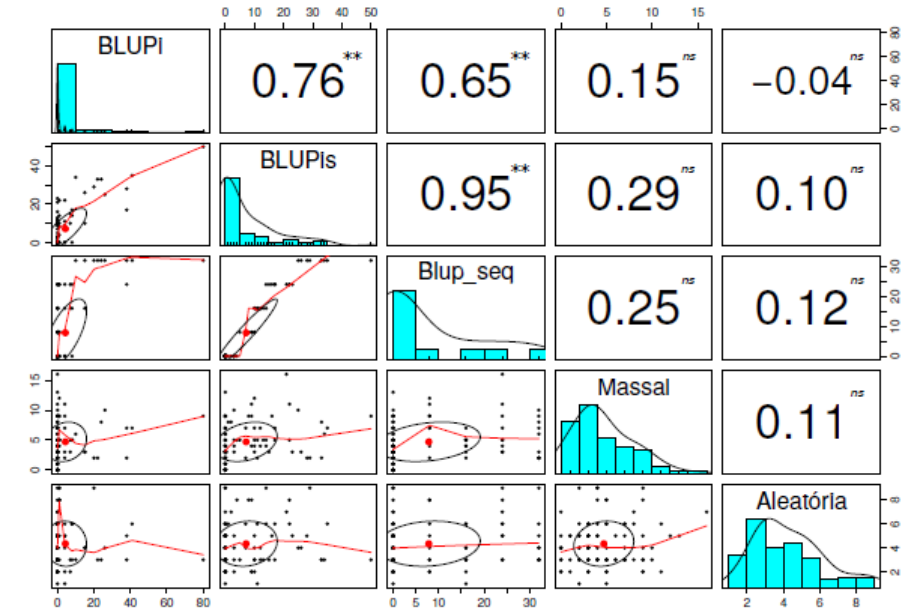 0 10 20 30 40 50 0 5 10 15
BLUPi 0.76** 0.65** 0.15ns −0.04ns 0 20 40 60 80
0 20 40 BLUPis 0.95** 0.29ns 0.10ns
Blup_seq 0.25ns 0.12ns 0 10 20 30
0 5 10 15 Massal 0.11ns
Aleatória 2 4 6 8
0 20 40 60 80 0 5 10 20 30 2 4 6 8